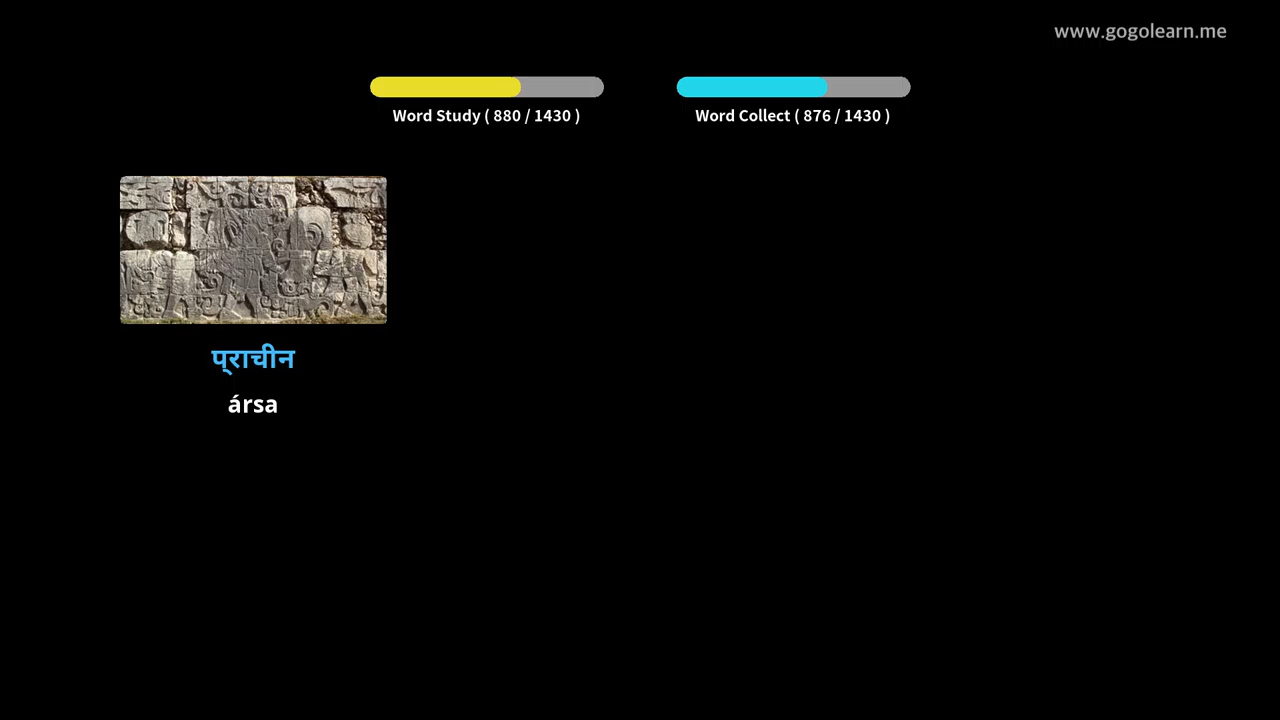 www.gogolearn.me
Word Study ( 880 / 1430 )
Word Collect ( 876 / 1430 )
प्राचीन
ársa